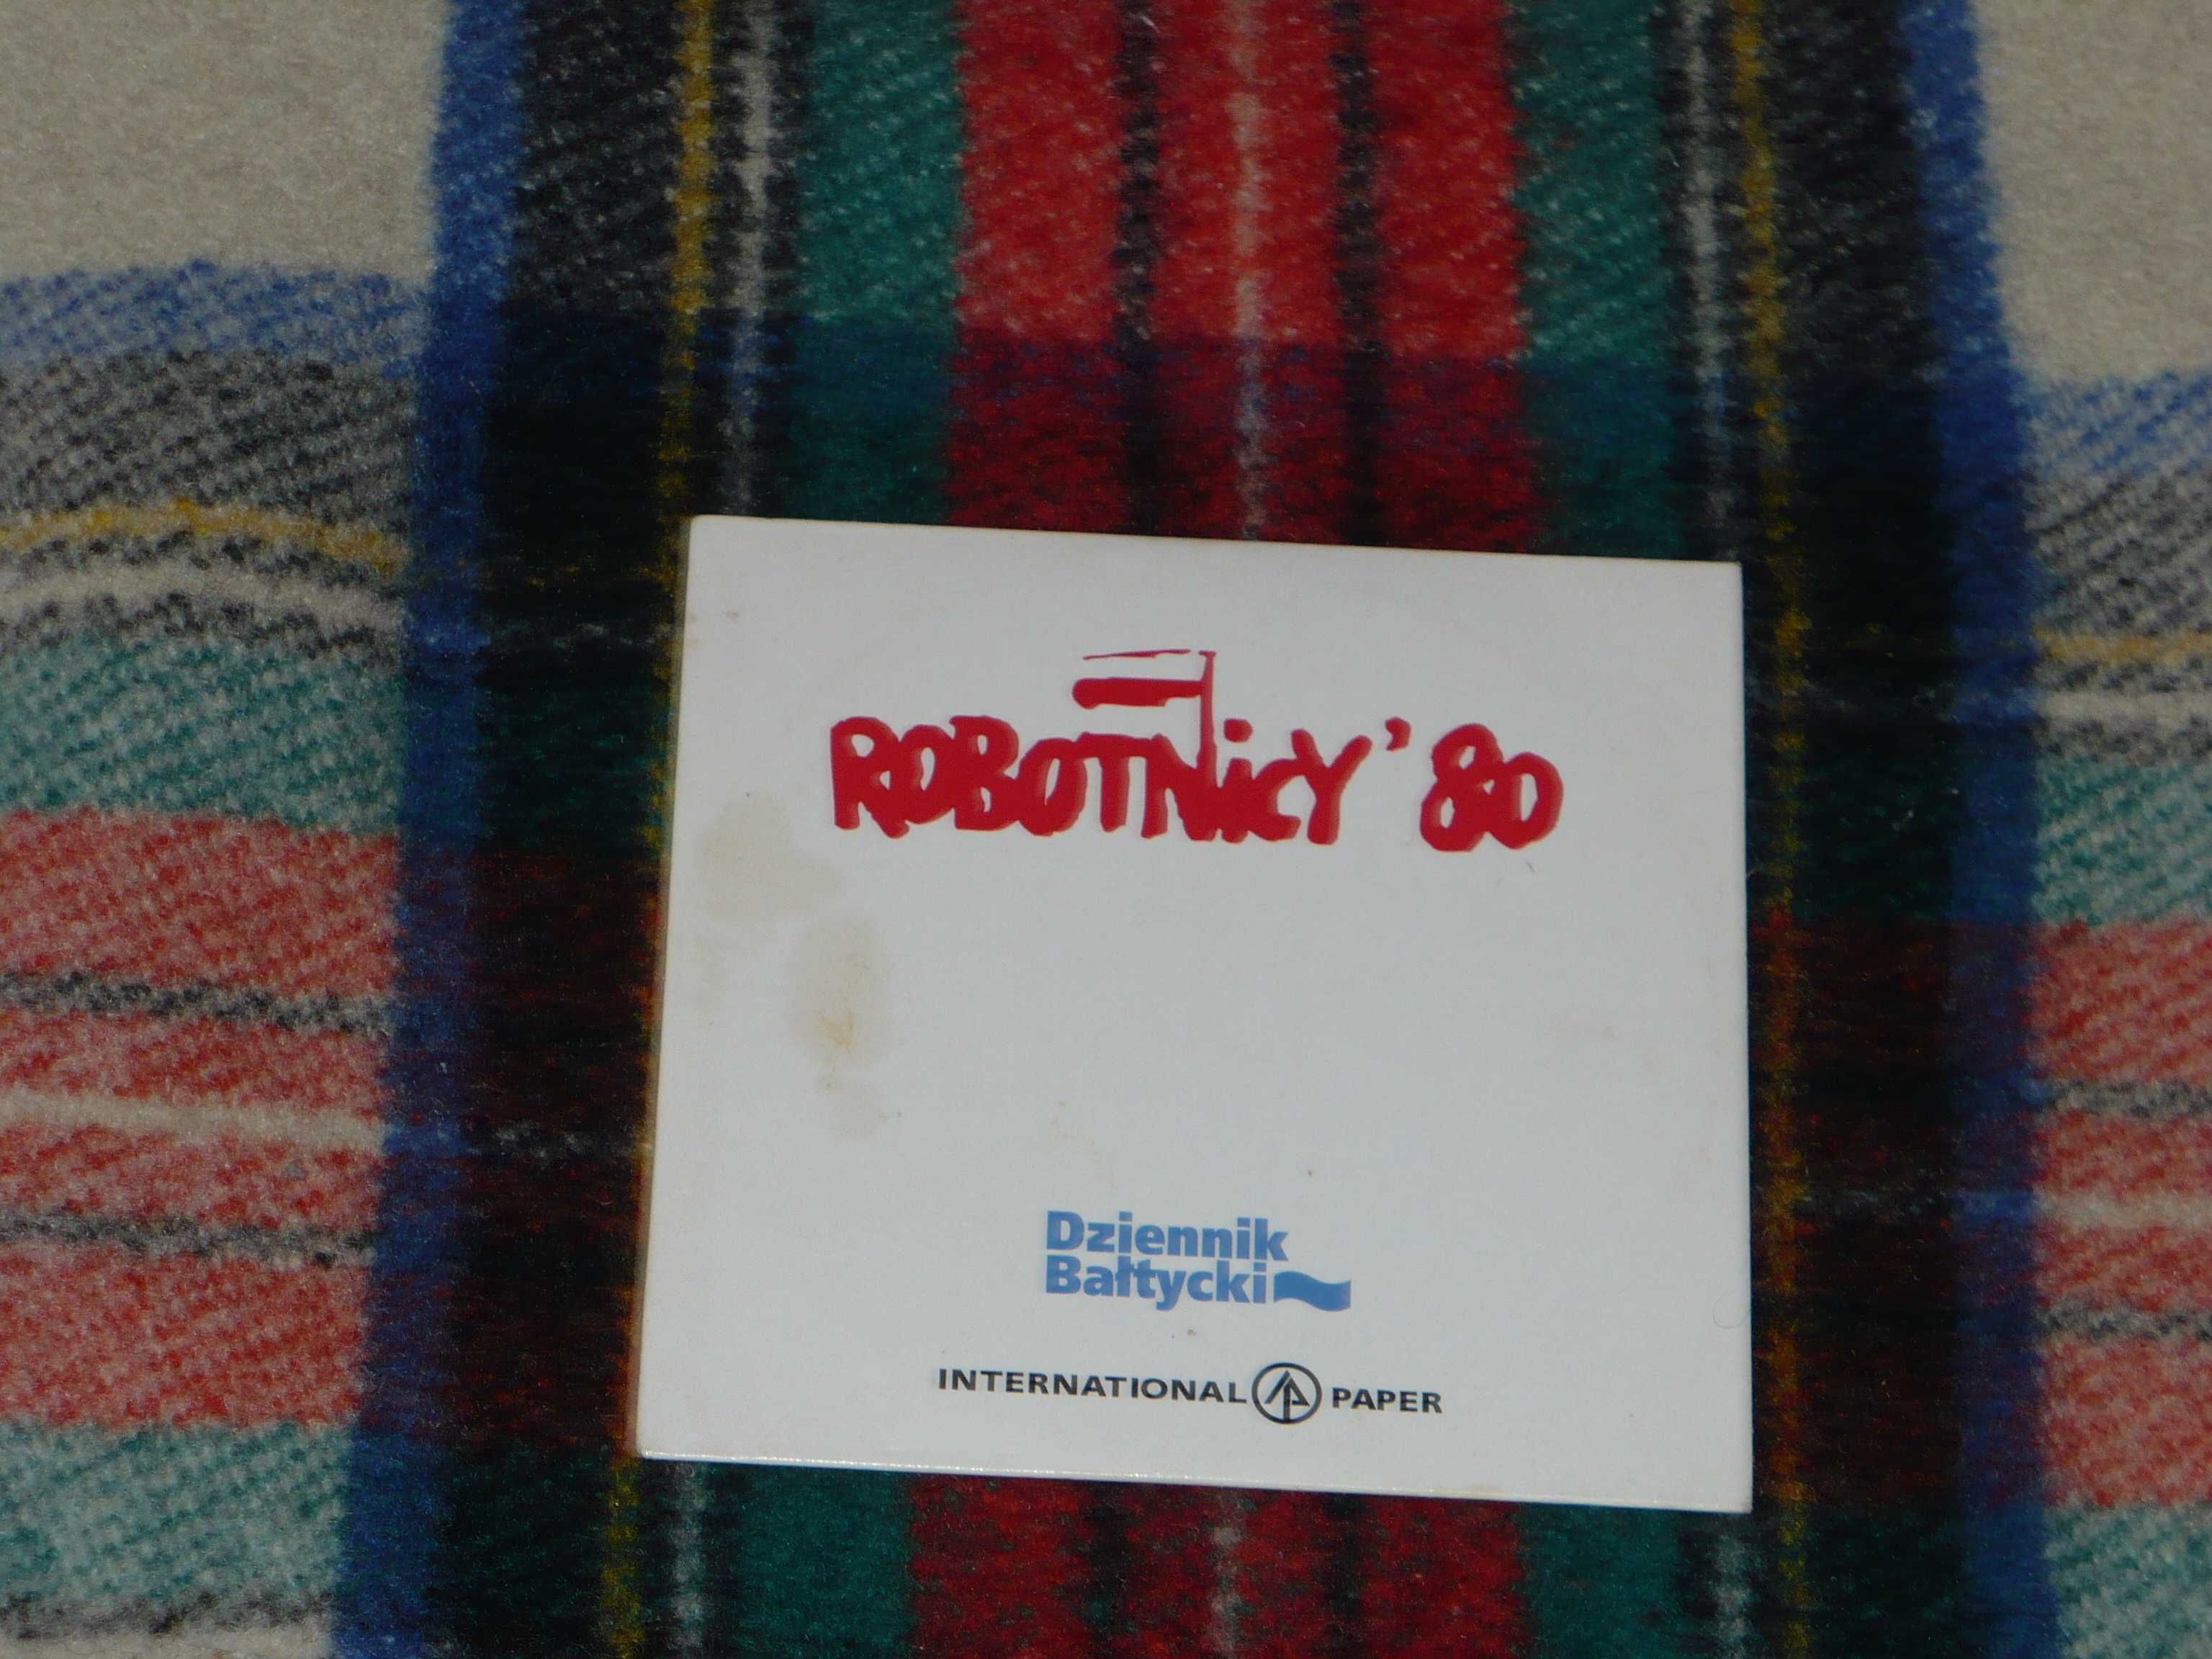 ROBOTNiCY '80
Dziennik
Bałtycki
INTERNATIONAL PAPER